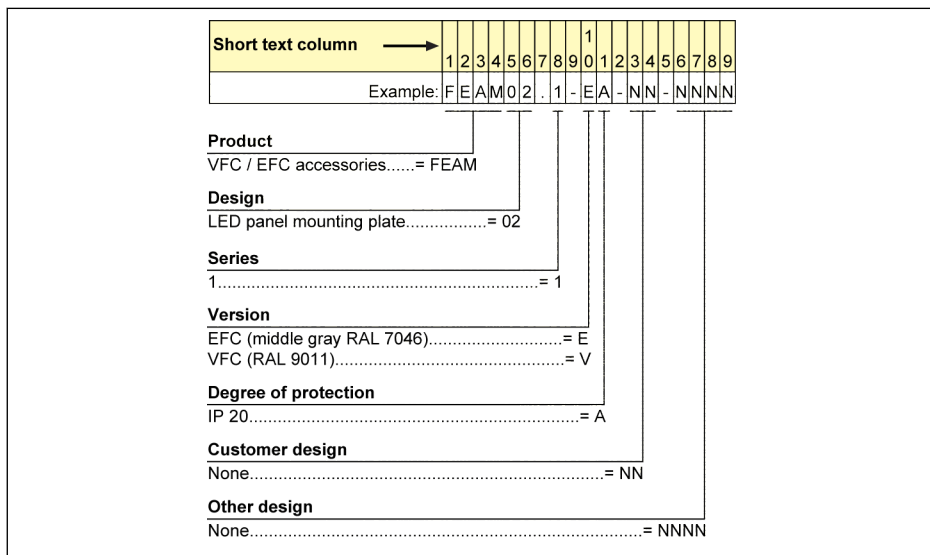 Short text column
1 2 3 4 5 6 7 8 9 1 0 1 2 3 4 5 6 7 8 9
Example: F E A M 0 2 . 1 - E A - N N - N N N N
Product
VFC / EFC accessories......= FEAM
Design
LED panel mounting plate.................= 02
Series
1.................................................................= 1
Version
EFC (middle gray RAL 7046)...........................= E
VFC (RAL 9011)..............................................= V
Degree of protection
IP 20...................................................................= A
Customer design
None........................................................................= NN
Other design
None................................................................................= NNNN